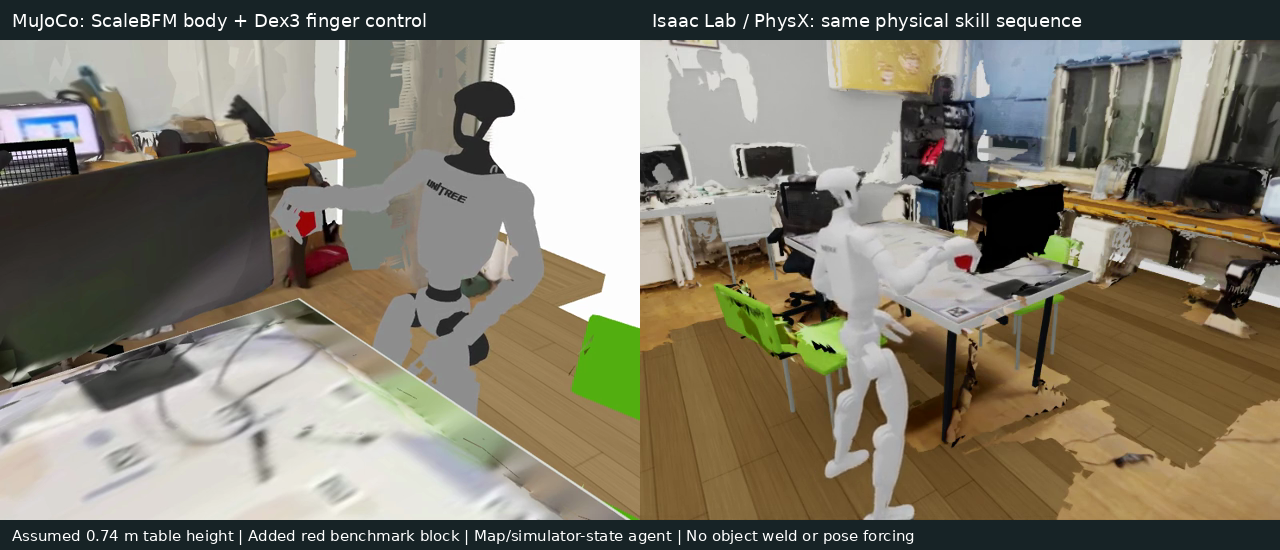 MuJoCo: ScaleBFM body + Dex3 finger control
Isaac Lab / PhysX: same physical skill sequence
UNITREE
Assumed 0.74 m table height | Added red benchmark block | Map/simulator-state agent | No object weld or pose forcing